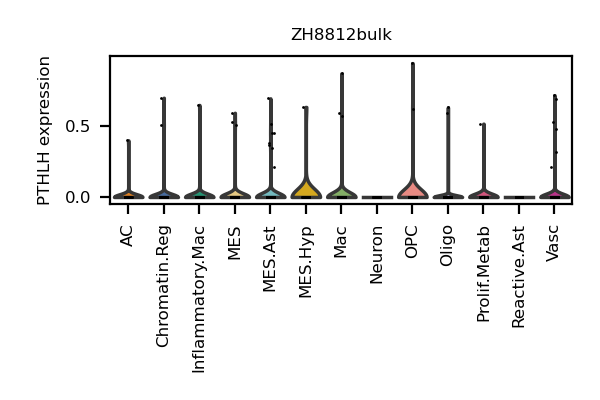 ZH8812bulk
PTHLH expression
0.5
0.0
AC
Chromatin.Reg
Inflammatory.Mac
MES
MES.Ast
MES.Hyp
Mac
Neuron
OPC
Oligo
Prolif.Metab
Reactive.Ast
Vasc